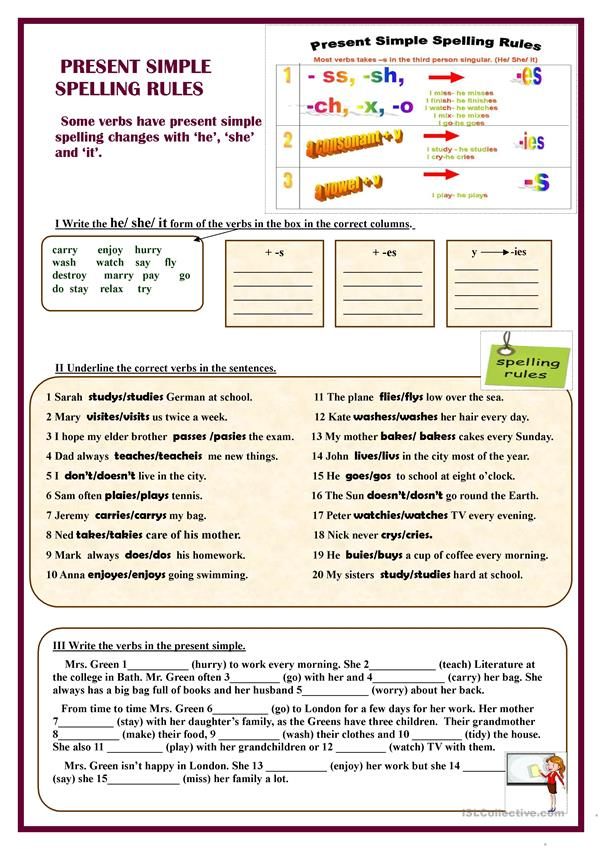 PRESENT SIMPLE
SPELLING RULES
Some verbs have present simple
spelling changes with ‘he’, ‘she’
and ‘it’.
Present Simple Spelling Rules
Most verbs takes –s in the third person singular. (He/ She/ it)
1 - ss, -sh,
-ch, -x, -o
I miss- he misses
I finish- he finishes
I watch- he watches
I mix- he mixes
I go-he goes
-es
2 a consonant + y
I study - he studies
I cry-he cries
-ies
3 a vowel + y
I play- he plays
-s
I Write the he/ she/ it form of the verbs in the box in the correct columns.
carry enjoy hurry
wash watch say fly
destroy marry pay go
do stay relax try
+ -s
____________
____________
____________
____________
+ -es
____________
____________
____________
____________
y -ies
____________
____________
____________
____________
spelling
rules
II Underline the correct verbs in the sentences.
1 Sarah studys/studies German at school.
2 Mary visites/visits us twice a week.
3 I hope my elder brother passes /pasies the exam.
4 Dad always teaches/teacheis me new things.
5 I don’t/doesn’t live in the city.
6 Sam often plaies/plays tennis.
7 Jeremy carries/carrys my bag.
8 Ned takes/takies care of his mother.
9 Mark always does/dos his homework.
10 Anna enjoyes/enjoys going swimming.
11 The plane flies/flys low over the sea.
12 Kate washess/washes her hair every day.
13 My mother bakes/ bakess cakes every Sunday.
14 John lives/livs in the city most of the year.
15 He goes/gos to school at eight o’clock.
16 The Sun doesn’t/dosn’t go round the Earth.
17 Peter watchies/watches TV every evening.
18 Nick never crys/cries.
19 He buies/buys a cup of coffee every morning.
20 My sisters study/studies hard at school.
III Write the verbs in the present simple.
Mrs. Green 1__________ (hurry) to work every morning. She 2___________ (teach) Literature at
the college in Bath. Mr. Green often 3_________ (go) with her and 4____________ (carry) her bag. She
always has a big bag full of books and her husband 5___________ (worry) about her back.
From time to time Mrs. Green 6__________ (go) to London for a few days for her work. Her mother
7__________ (stay) with her daughter’s family, as the Greens have three children. Their grandmother
8__________ (make) their food, 9 __________ (wash) their clothes and 10 _________ (tidy) the house.
She also 11 _________ (play) with her grandchildren or 12 _________ (watch) TV with them.
Mrs. Green isn’t happy in London. She 13 _________ (enjoy) her work but she 14 _______
(say) she 15__________ (miss) her family a lot.
iSLCollective.com